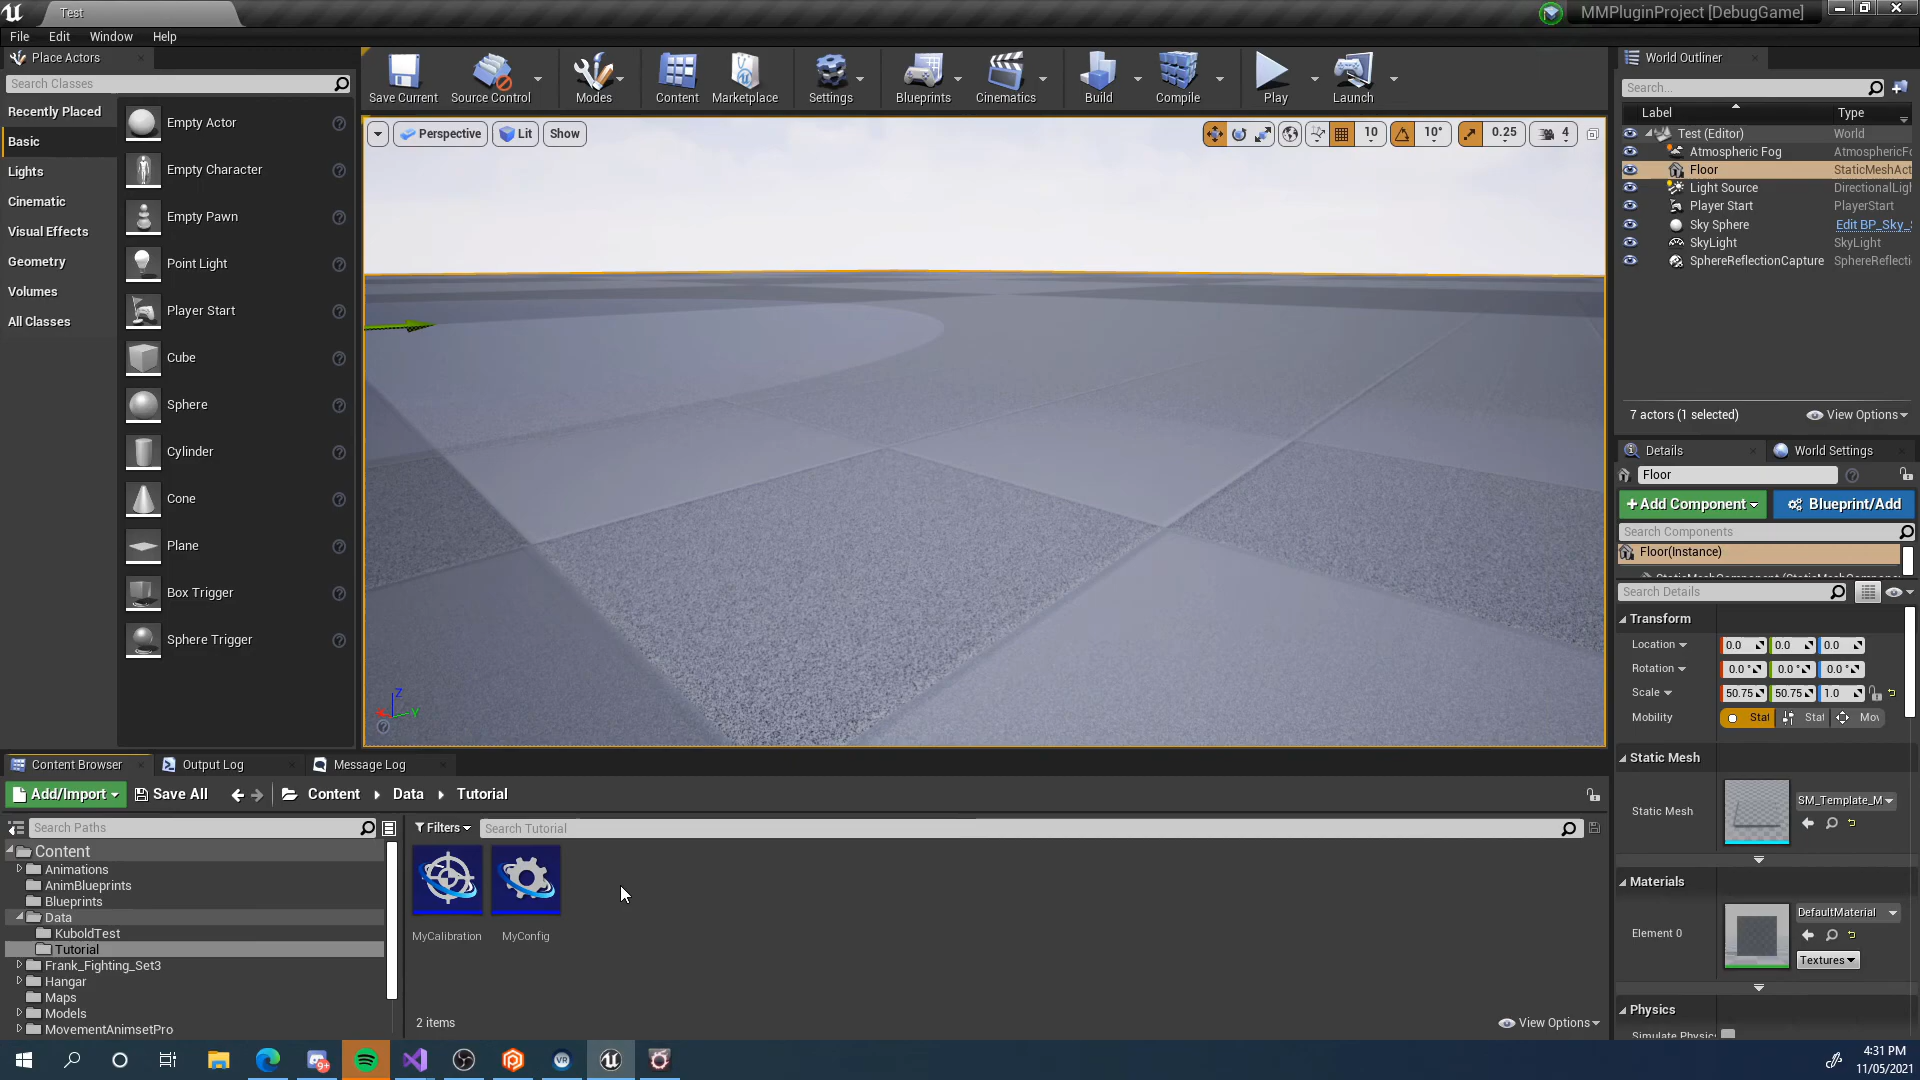 Test
MMPluginProject [DebugGame]
File Edit Window Help
Place Actors
Search Classes
Recently Placed
Basic
Lights
Cinematic
Visual Effects
Geometry
Volumes
All Classes
Empty Actor
Empty Character
Empty Pawn
Point Light
Player Start
Cube
Sphere
Cylinder
Cone
Plane
Box Trigger
Sphere Trigger
Save Current Source Control Modes Content Marketplace Settings Blueprints Cinematics Build Compile Play Launch
Perspective Lit Show
10 10° 0.25 4
Z
Y
World Outliner
Search...
Label Type
Test (Editor) World
Atmospheric Fog AtmosphericFo
Floor StaticMeshAct
Light Source DirectionalLigh
Player Start PlayerStart
Sky Sphere Edit BP_Sky_S
SkyLight SkyLight
SphereReflectionCapture SphereReflecti
7 actors (1 selected) View Options
Details World Settings
Floor
+Add Component Blueprint/Add
Search Components
Floor(Instance)
Search Details
Transform
Location 0.0 0.0 0.0
Rotation 0.0 ° 0.0 ° 0.0 °
Scale 50.75 50.75 1.0
Mobility Stat Stat Mov
Static Mesh
Static Mesh SM_Template_M
Materials
Element 0 DefaultMaterial
Textures
Physics
Simulate Physic
Content Browser Output Log Message Log
Add/Import Save All Content Data Tutorial
Search Paths
Filters Search Tutorial
Content
Animations
AnimBlueprints
Blueprints
Data
KuboldTest
Tutorial
Frank_Fighting_Set3
Hangar
Maps
Models
MovementAnimsetPro
MyCalibration MyConfig
2 items View Options
9+
VR
4:31 PM
11/05/2021